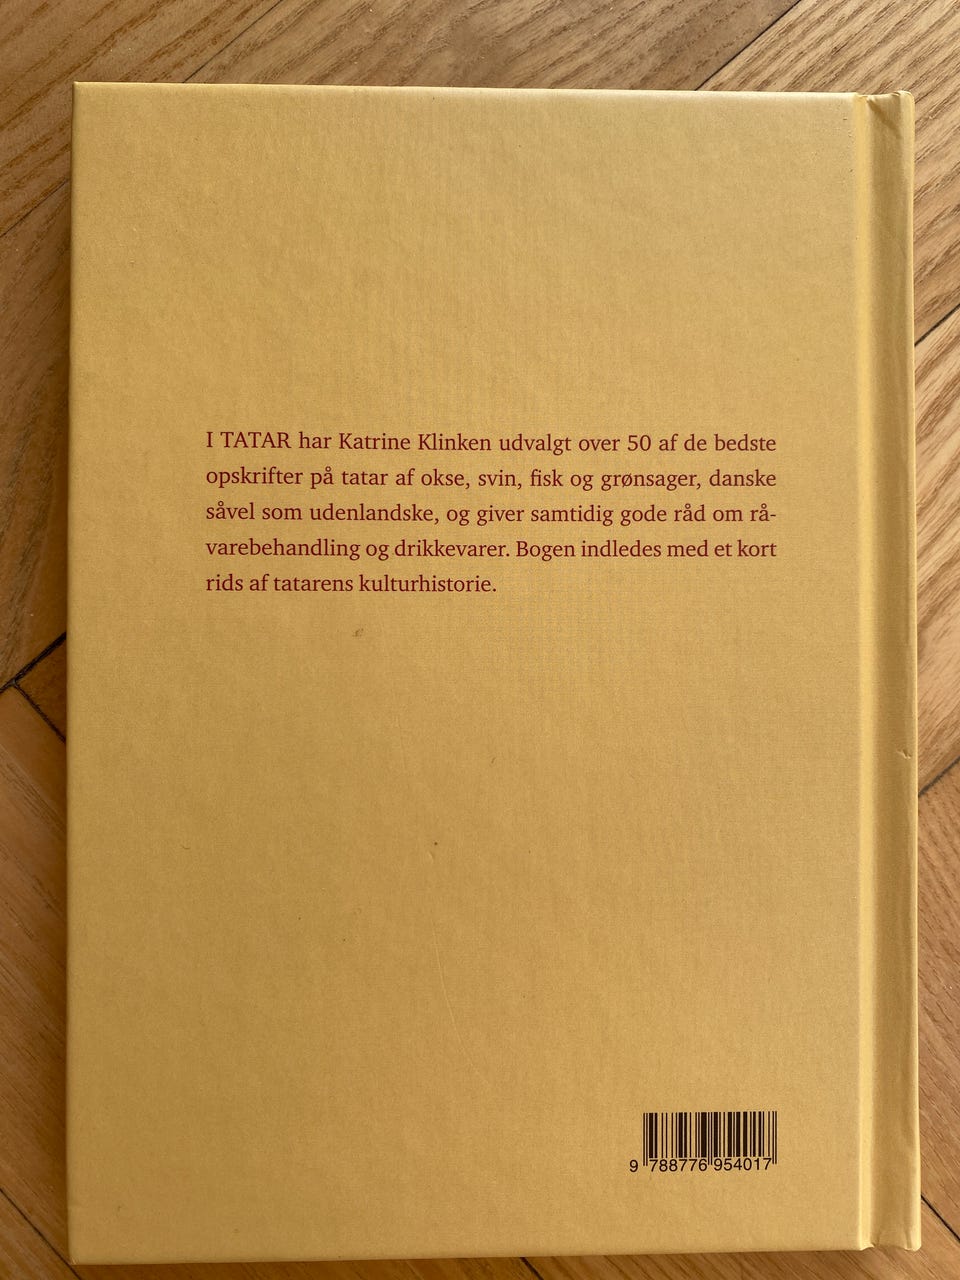 I TATAR har Katrine Klinken udvalgt over 50 af de bedste
opskrifter på tatar af okse, svin, fisk og grønsager, danske
såvel som udenlandske, og giver samtidig gode råd om rå-
varebehandling og drikkevarer. Bogen indledes med et kort
rids af tatarens kulturhistorie.
9 788776 954017